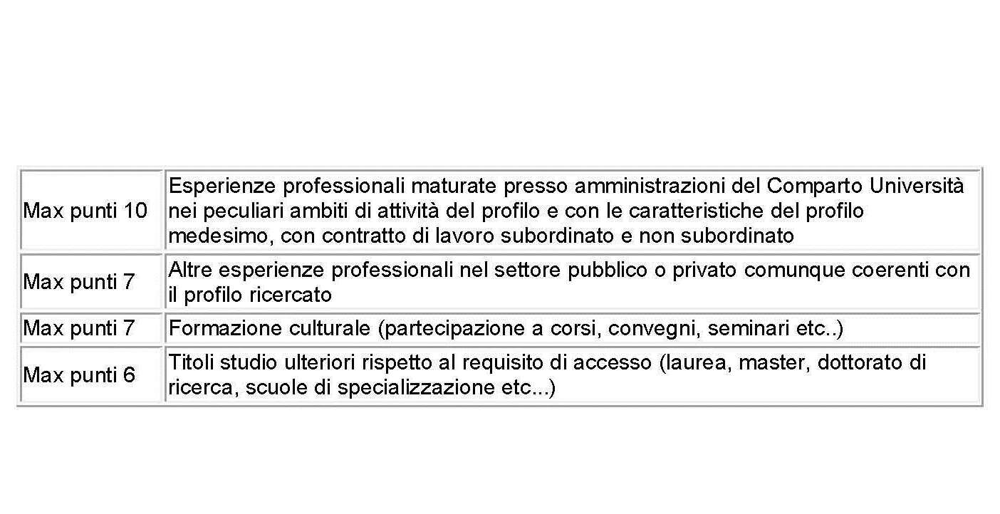 Max punti 10
Esperienze professionali maturate presso amministrazioni del Comparto Università
nei peculiari ambiti di attività del profilo e con le caratteristiche del profilo
medesimo, con contratto di lavoro subordinato e non subordinato
Max punti 7
Altre esperienze professionali nel settore pubblico o privato comunque coerenti con
il profilo ricercato
Max punti 7
Formazione culturale (partecipazione a corsi, convegni, seminari etc..)
Max punti 6
Titoli studio ulteriori rispetto al requisito di accesso (laurea, master, dottorato di
ricerca, scuole di specializzazione etc...)